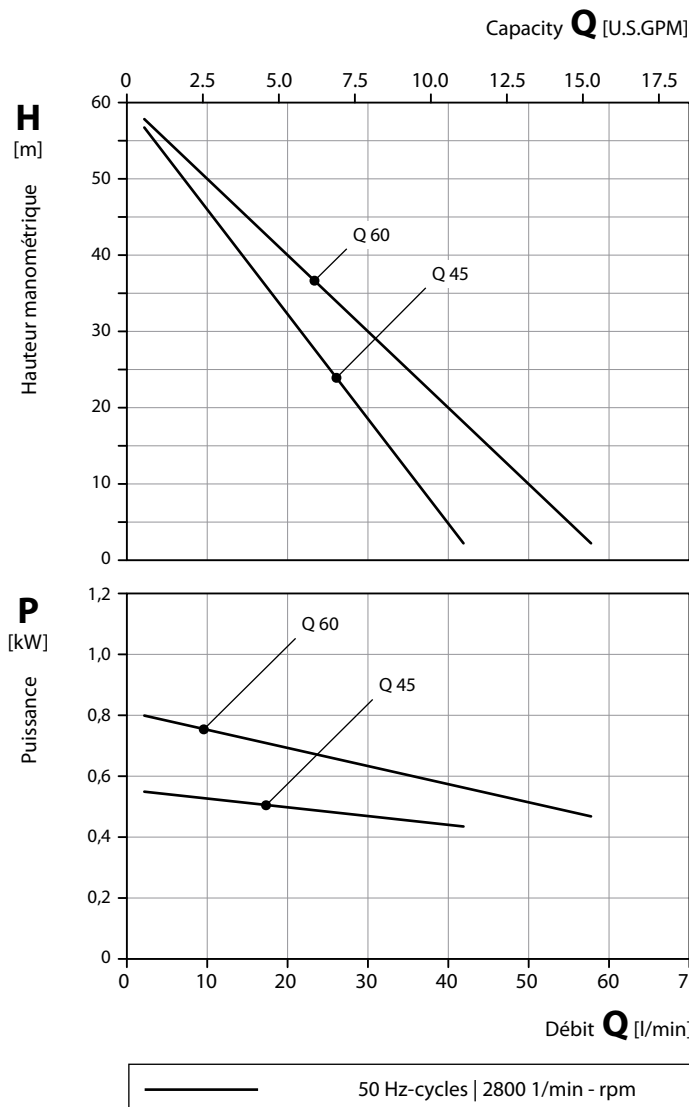 Capacity Q [U.S.GPM]
0 2.5 5.0 7.5 10.0 12.5 15.0 17.5
H
[m]
Hauteur manométrique
60
50
40
30
20
10
0
Q 60
Q 45
P
[kW]
Puissance
1,2
1,0
0,8
0,6
0,4
0,2
0
Q 60
Q 45
0 10 20 30 40 50 60 7
Débit Q [l/min]
50 Hz-cycles | 2800 1/min - rpm